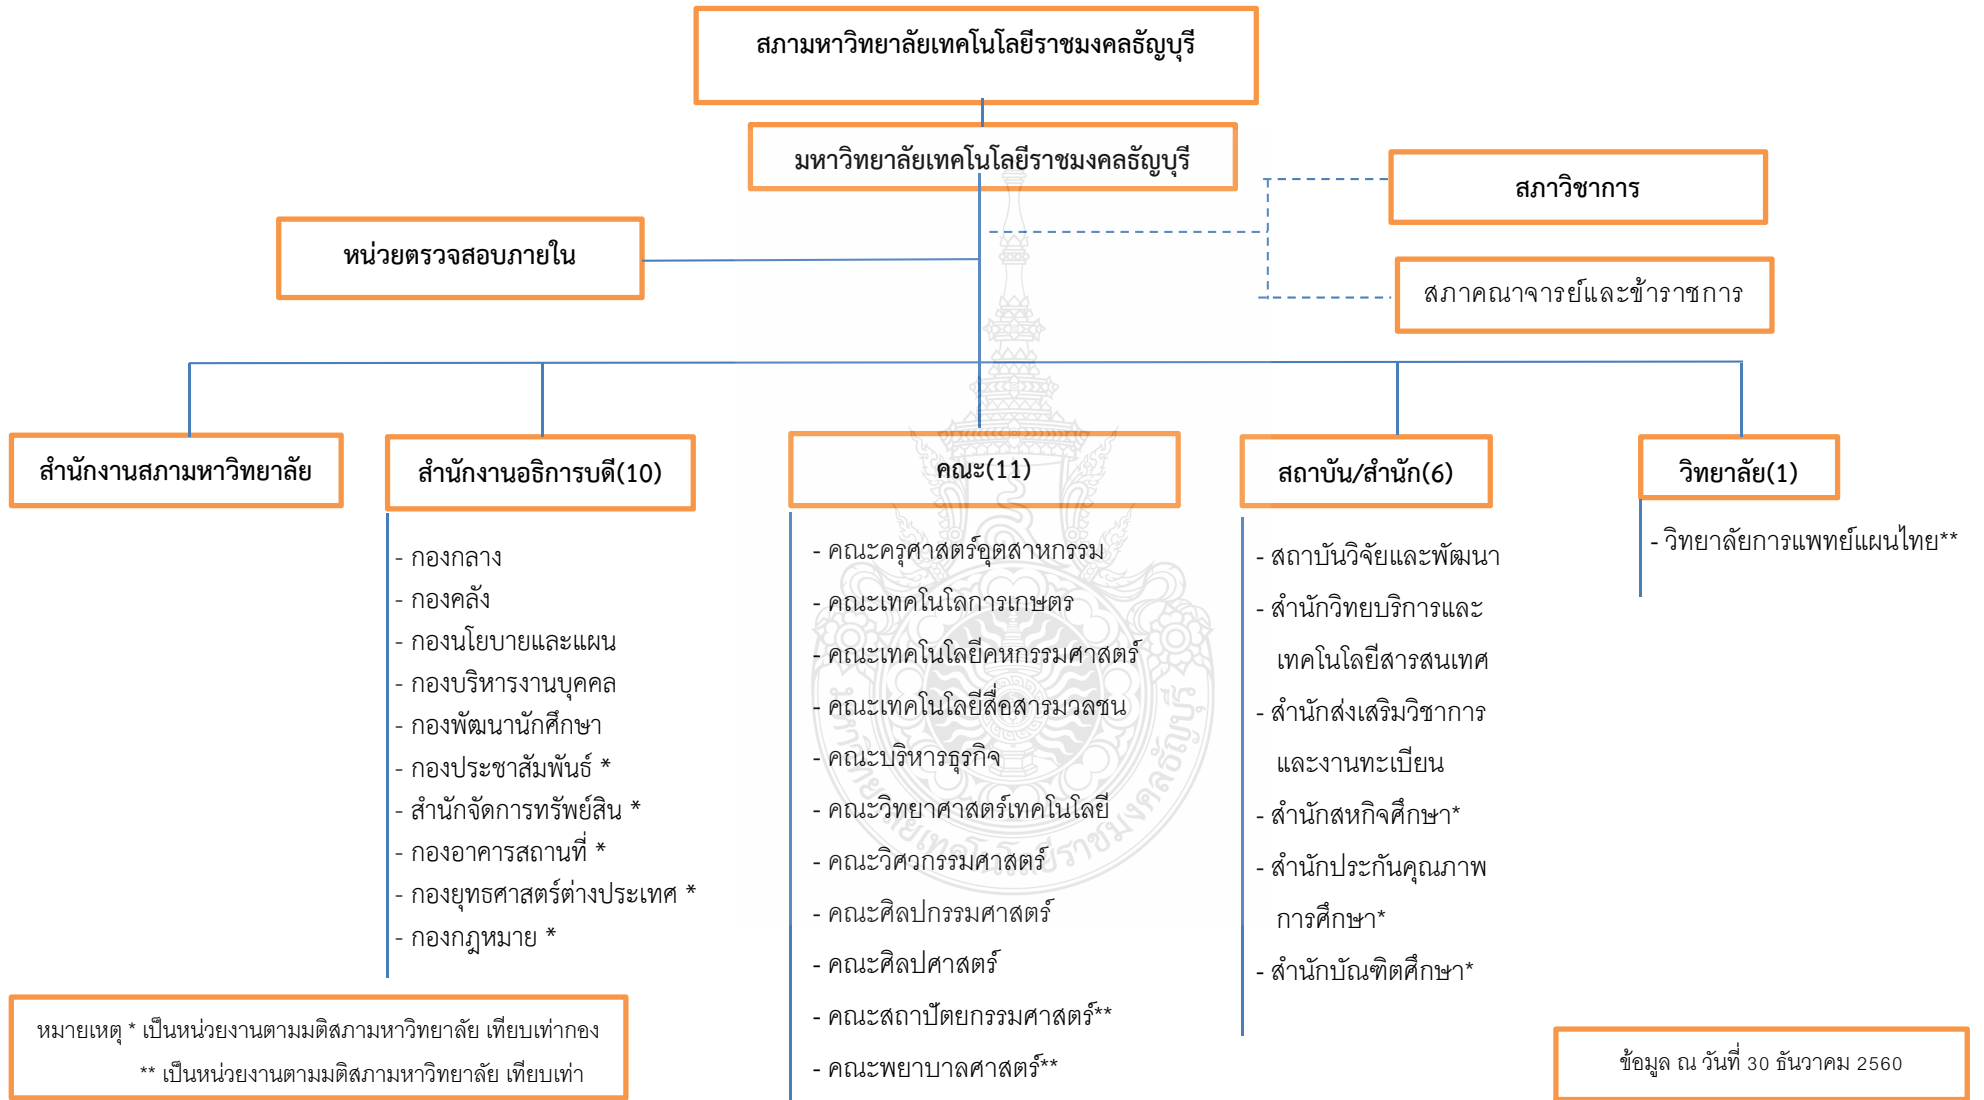 สภามหาวิทยาลัยเทคโนโลยีราชมงคลธัญบุรี
มหาวิทยาลัยเทคโนโลยีราชมงคลธัญบุรี
สภาวิชาการ
หน่วยตรวจสอบภายใน
สภาคณาจารย์และข้าราชการ
สำนักงานสภามหาวิทยาลัย
สำนักงานอธิการบดี(10)
- กองกลาง
- กองคลัง
- กองนโยบายและแผน
- กองบริหารงานบุคคล
- กองพัฒนานักศึกษา
- กองประชาสัมพันธ์ *
- สำนักจัดการทรัพย์สิน *
- กองอาคารสถานที่ *
- กองยุทธศาสตร์ต่างประเทศ *
- กองกฎหมาย *
คณะ(11)
- คณะครุศาสตร์อุตสาหกรรม
- คณะเทคโนโลการเกษตร
- คณะเทคโนโลยีคหกรรมศาสตร์
- คณะเทคโนโลยีสื่อสารมวลชน
- คณะบริหารธุรกิจ
- คณะวิทยาศาสตร์เทคโนโลยี
- คณะวิศวกรรมศาสตร์
- คณะศิลปกรรมศาสตร์
- คณะศิลปศาสตร์
- คณะสถาปัตยกรรมศาสตร์**
- คณะพยาบาลศาสตร์**
สถาบัน/สำนัก(6)
- สถาบันวิจัยและพัฒนา
- สำนักวิทยบริการและ
เทคโนโลยีสารสนเทศ
- สำนักส่งเสริมวิชาการ
และงานทะเบียน
- สำนักสหกิจศึกษา*
- สำนักประกันคุณภาพ
การศึกษา*
- สำนักบัณฑิตศึกษา*
วิทยาลัย(1)
- วิทยาลัยการแพทย์แผนไทย**
หมายเหตุ * เป็นหน่วยงานตามมติสภามหาวิทยาลัย เทียบเท่ากอง
** เป็นหน่วยงานตามมติสภามหาวิทยาลัย เทียบเท่า
ข้อมูล ณ วันที่ 30 ธันวาคม 2560
มหาวิทยาลัยเทคโนโลยีราชมงคลธัญบุรี